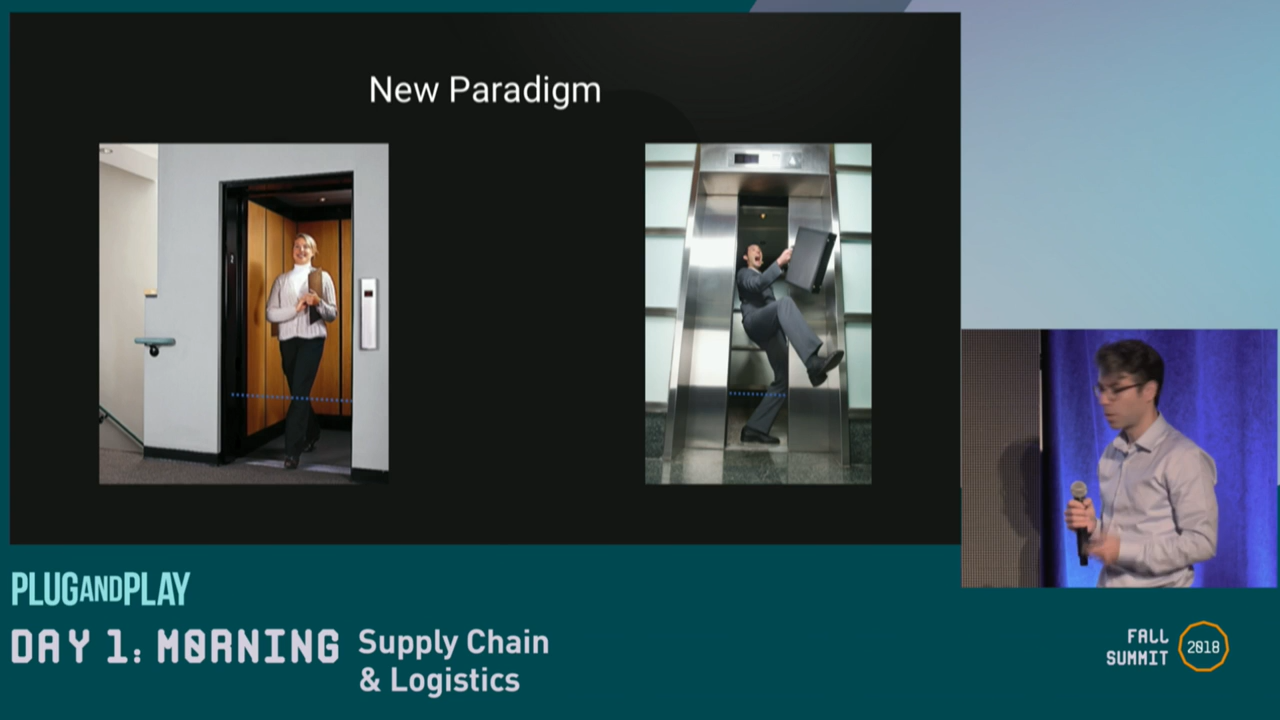 New Paradigm
PLUGANDPLAY
DAY 1: MORNING
Supply Chain
& Logistics
FALL
SUMMIT
2018